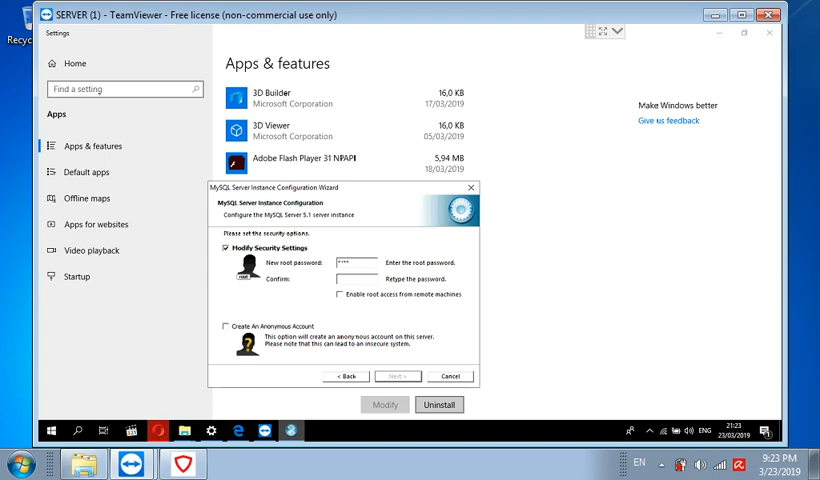 Recyc
SERVER (1) - TeamViewer - Free license (non-commercial use only)
Settings
Home
Find a setting
Apps
Apps & features
Default apps
Offline maps
Apps for websites
Video playback
Startup
Apps & features
3D Builder
16,0 KB
Microsoft Corporation
17/03/2019
3D Viewer
16,0 KB
Microsoft Corporation
05/03/2019
Adobe Flash Player 31 NPAPI
5,94 MB
18/03/2019
Make Windows better
Give us feedback
MySQL Server Instance Configuration Wizard
MySQL Server Instance Configuration
Configure the MySQL Server 5.1 server instance
Please set the security options.
Modify Security Settings
New root password: **** Enter the root password.
root
Confirm: Retype the password.
Enable root access from remote machines
Create An Anonymous Account
This option will create an anonymous account on this server.
Please note that this can lead to an insecure system.
< Back
Next >
Cancel
Modify
Uninstall
ENG
21:23
23/03/2019
EN
9:23 PM
3/23/2019